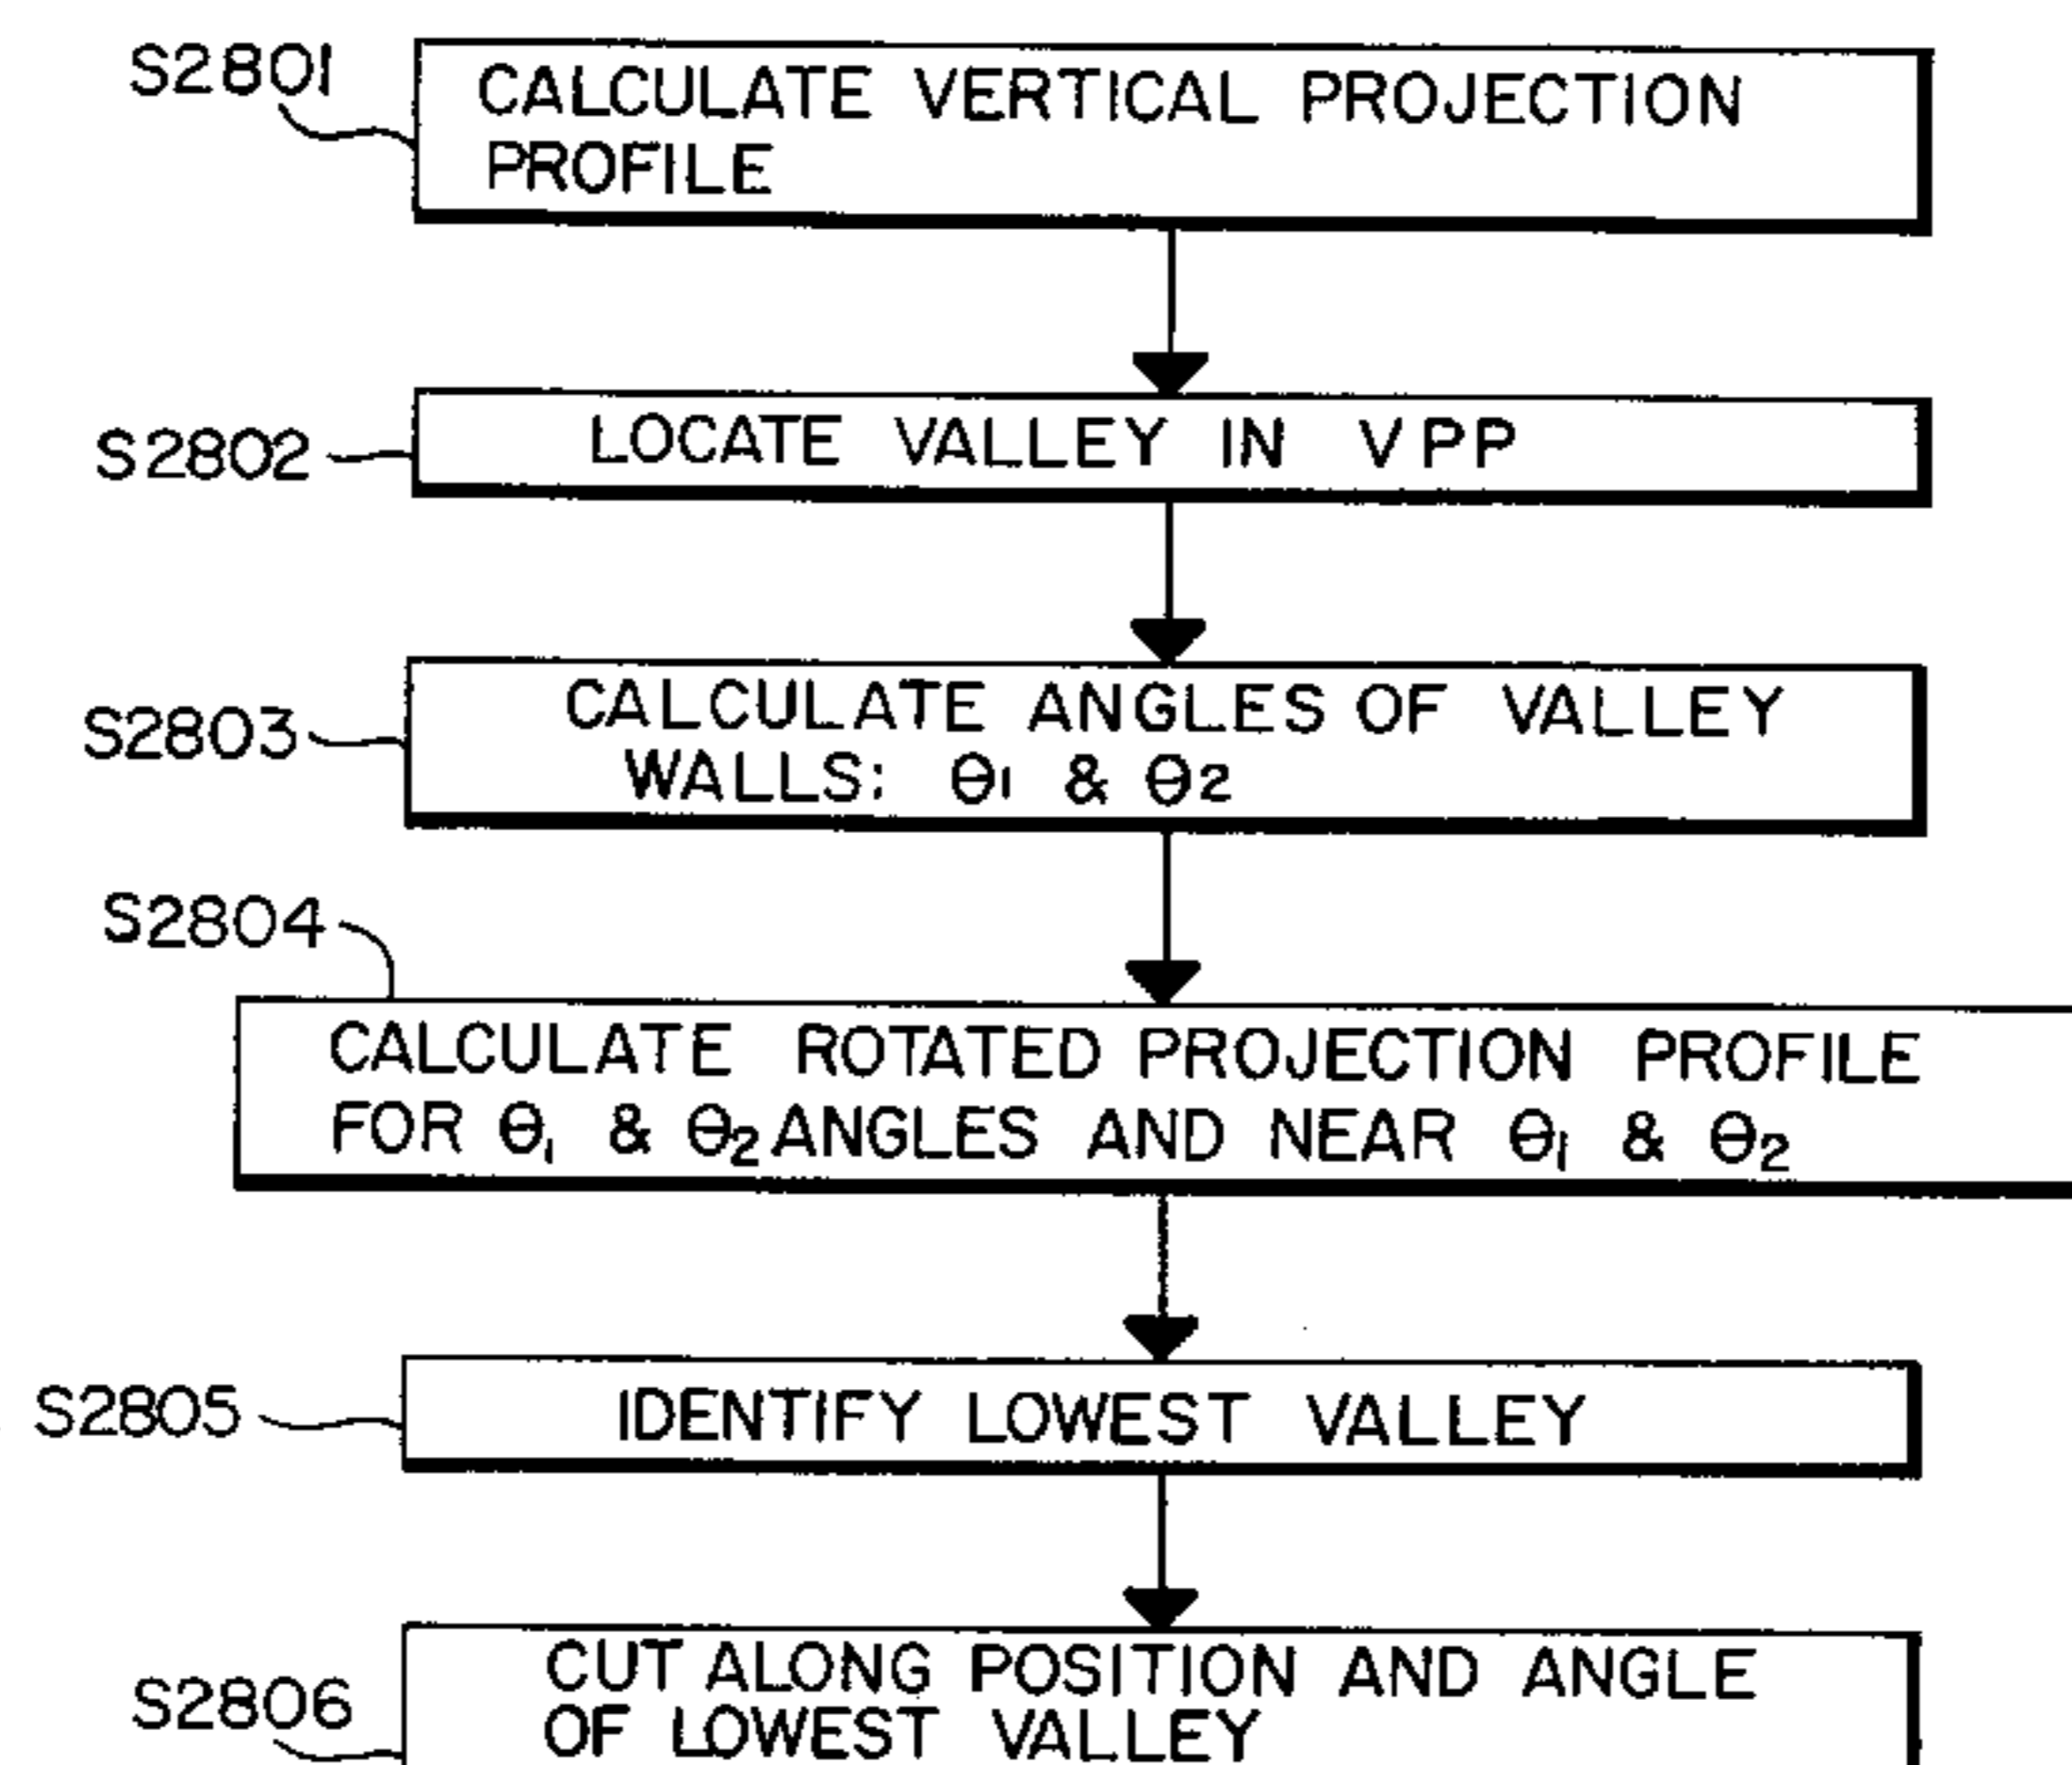 S2801
CALCULATE VERTICAL PROJECTION
PROFILE
S2802
LOCATE VALLEY IN VPP
S2803
CALCULATE ANGLES OF VALLEY
WALLS: θ1 & θ2
S2804
CALCULATE ROTATED PROJECTION PROFILE
FOR θ1 & θ2 ANGLES AND NEAR θ1 & θ2
S2805
IDENTIFY LOWEST VALLEY
S2806
CUT ALONG POSITION AND ANGLE
OF LOWEST VALLEY